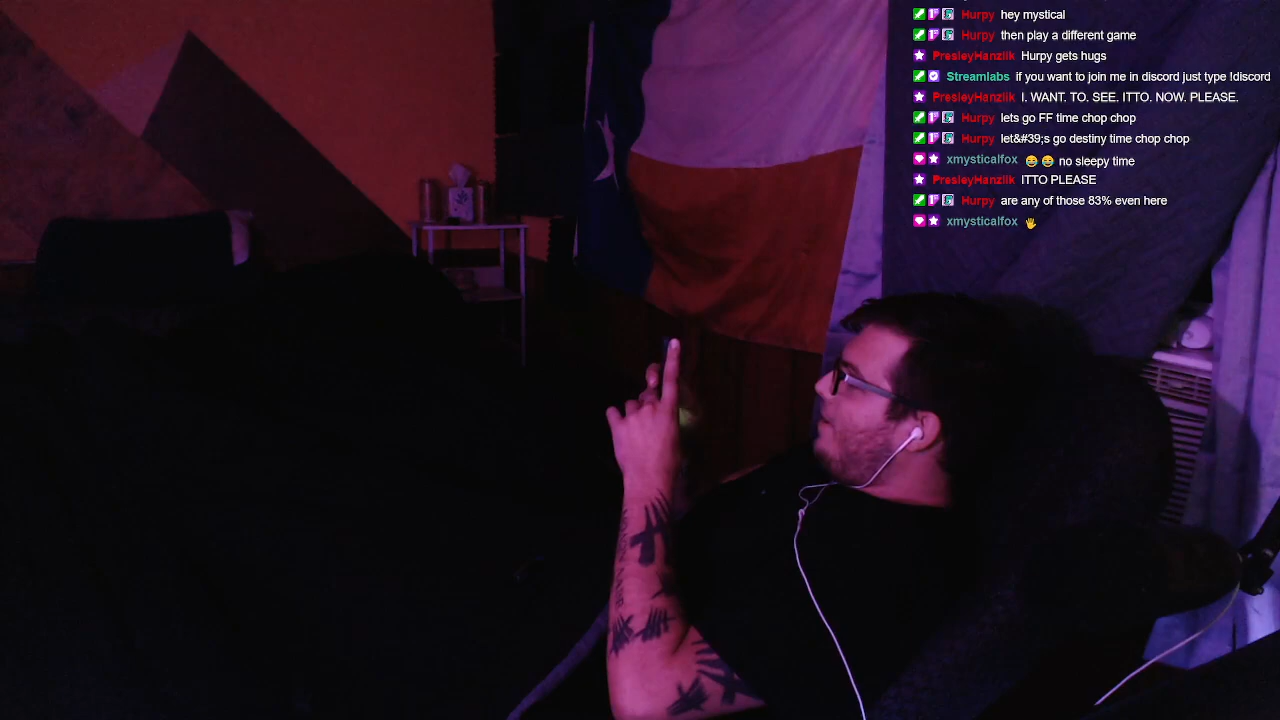 Hurpy hey mystical
Hurpy then play a different game
PresleyHanzlik Hurpy gets hugs
Streamlabs if you want to join me in discord just type !discord
PresleyHanzlik I. WANT. TO. SEE. ITTO. NOW. PLEASE.
Hurpy lets go FF time chop chop
Hurpy let&#39;s go destiny time chop chop
xmysticalfox 😂 😂 no sleepy time
PresleyHanzlik ITTO PLEASE
Hurpy are any of those 83% even here
xmysticalfox 🖐